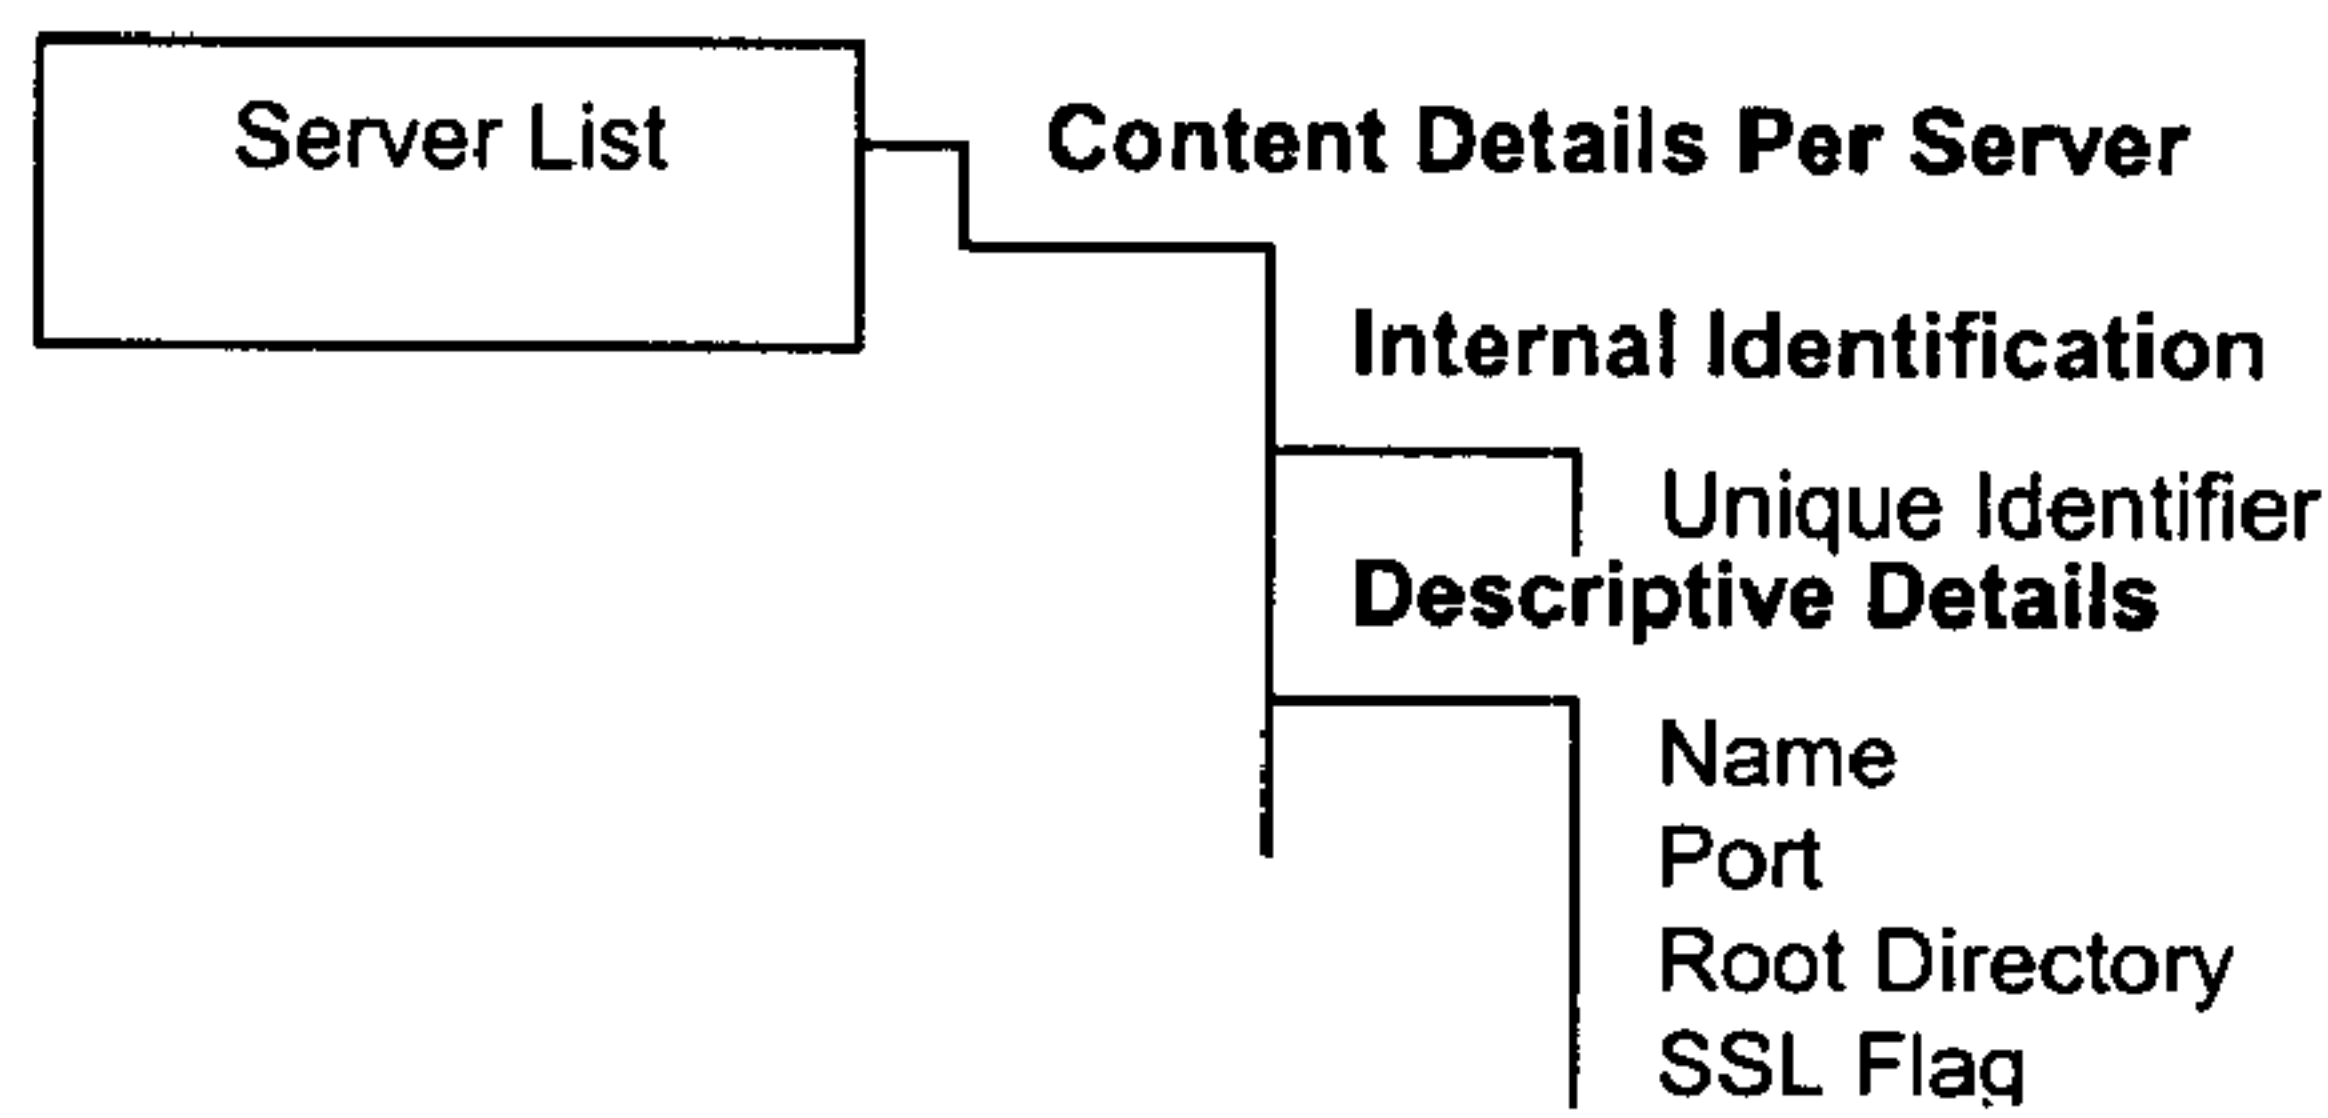 Server List
Content Details Per Server
Internal Identification
Unique Identifier
Descriptive Details
Name
Port
Root Directory
SSL Flag